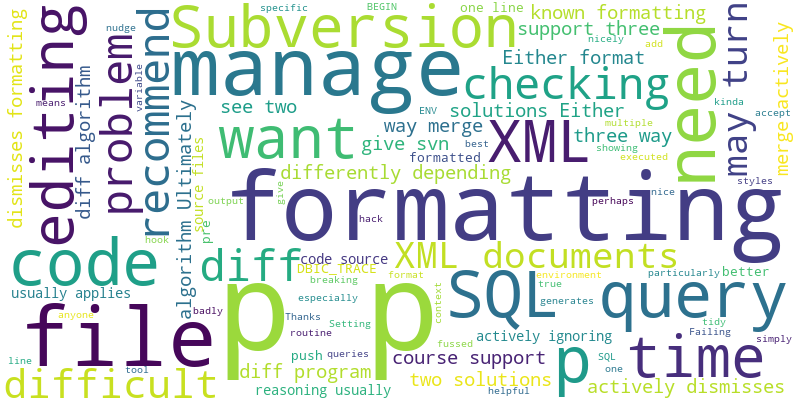 specific
BEGIN
one line
known formatting
nudge
Subversion
support three
nicely
add
dismisses formatting
editing
problem
recommend
manage
Either format
need
may turn
merge actively
means
variable
checking
kinda
accept
see two
ENV
solutions Either
multiple
diff algorithm
want
way merge
give svn
XML
three way
showing
best
formatted
executed
algorithm Ultimately
source files
differently depending
nice
styles
give
formatting
output
pre
hack
perhaps
code
hook
diff
code source
XML documents
DBIC_TRACE
format
environment
particularly
better
breaking
true
usually applies
p p
SQL query
context
especially
generates
tidy
anyone
file
badly
Thanks
Setting
fussed
Failing
routine
actively ignoring
simply
line
push
queries
course support
p
time
SQL
tool
diff program
one
difficult
reasoning usually
two solutions
helpful
actively dismisses